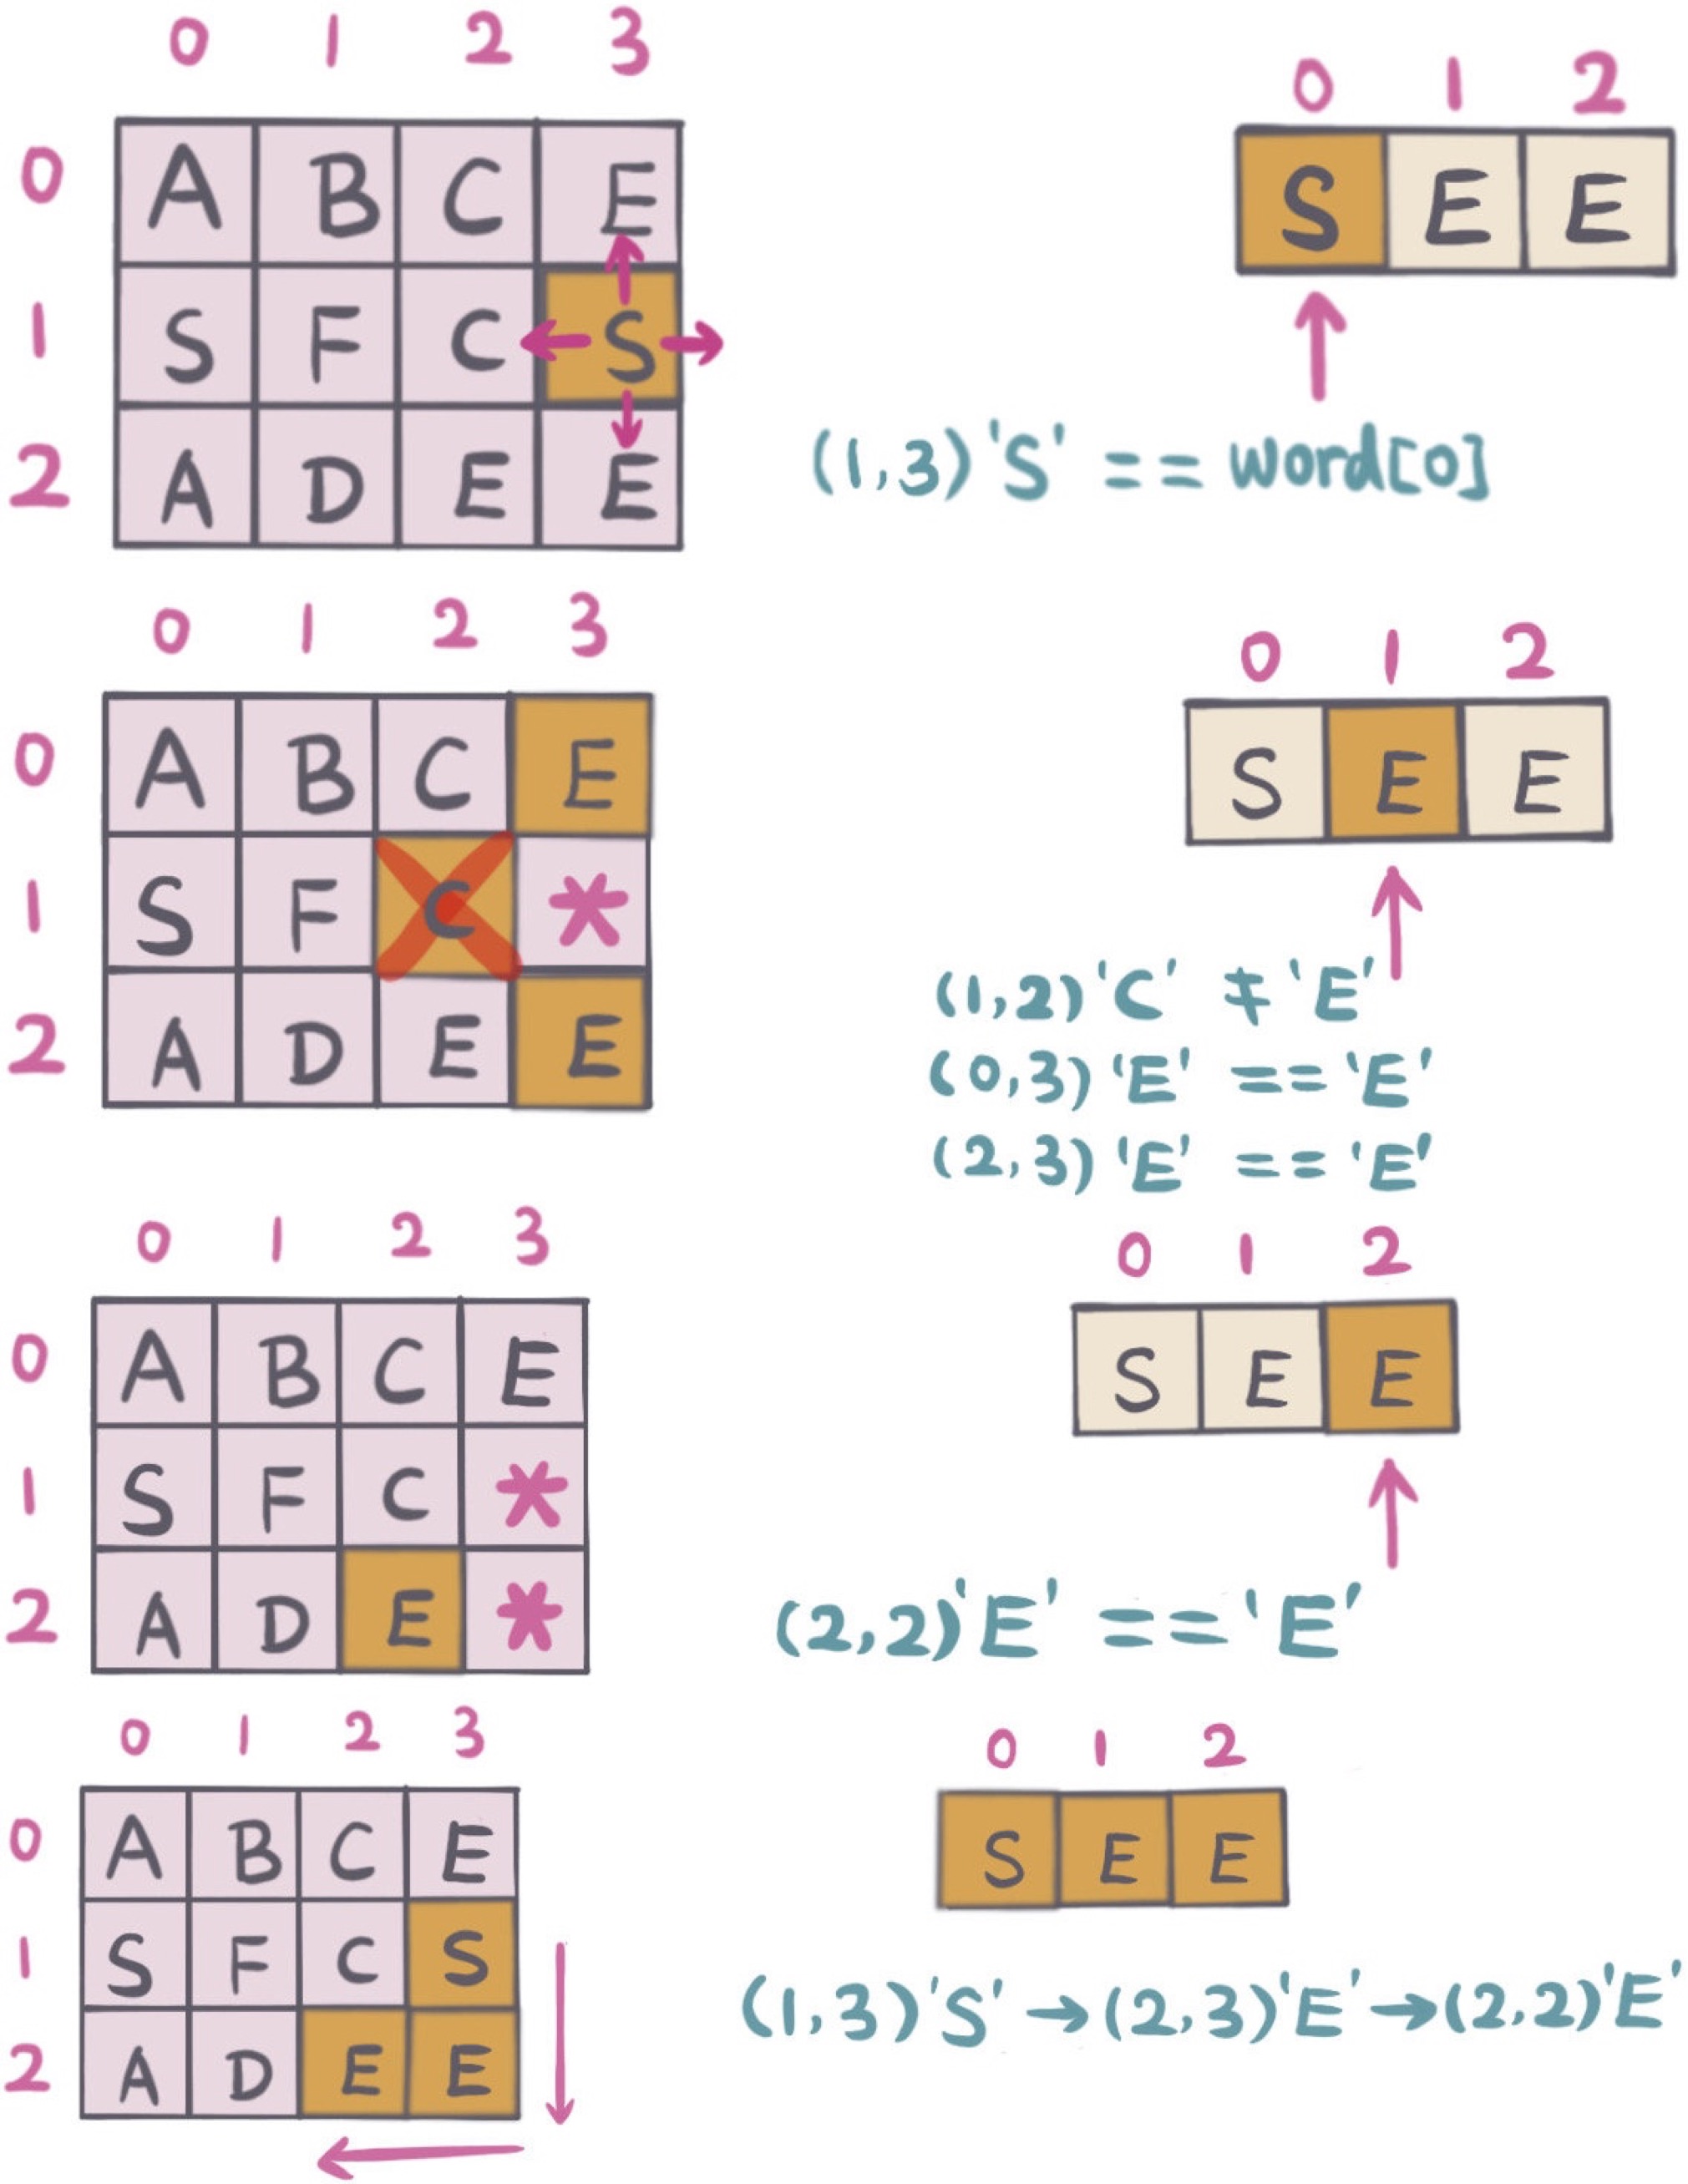 0 1 2 3
0 A B C E
1 S F C S
2 A D E E
0 1 2
S E E
(1,3) 'S' == word[0]
0 1 2 3
0 A B C E
1 S F C *
2 A D E E
0 1 2
S E E
(1,2) 'C' ≠ 'E'
(0,3) 'E' == 'E'
(2,3) 'E' == 'E'
0 1 2 3
0 A B C E
1 S F C *
2 A D E *
0 1 2
S E E
(2,2) 'E' == 'E'
0 1 2 3
0 A B C E
1 S F C S
2 A D E E
0 1 2
S E E
(1,3) 'S' → (2,3) 'E' → (2,2) 'E'